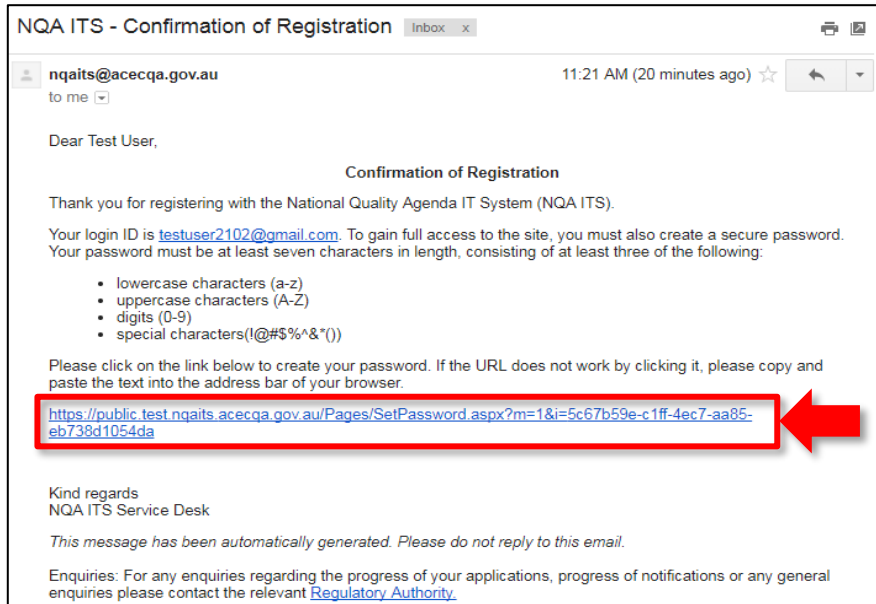 NQA ITS - Confirmation of Registration Inbox x
nqaits@acecqa.gov.au 11:21 AM (20 minutes ago)
to me
Dear Test User,
Confirmation of Registration
Thank you for registering with the National Quality Agenda IT System (NQA ITS).
Your login ID is testuser2102@gmail.com. To gain full access to the site, you must also create a secure password.
Your password must be at least seven characters in length, consisting of at least three of the following:
• lowercase characters (a-z)
• uppercase characters (A-Z)
• digits (0-9)
• special characters(!@#$%^&*())
Please click on the link below to create your password. If the URL does not work by clicking it, please copy and
paste the text into the address bar of your browser.
https://public.test.nqaits.acecqa.gov.au/Pages/SetPassword.aspx?m=1&i=5c67b59e-c1ff-4ec7-aa85-
eb738d1054da
Kind regards
NQA ITS Service Desk
This message has been automatically generated. Please do not reply to this email.
Enquiries: For any enquiries regarding the progress of your applications, progress of notifications or any general
enquiries please contact the relevant Regulatory Authority.